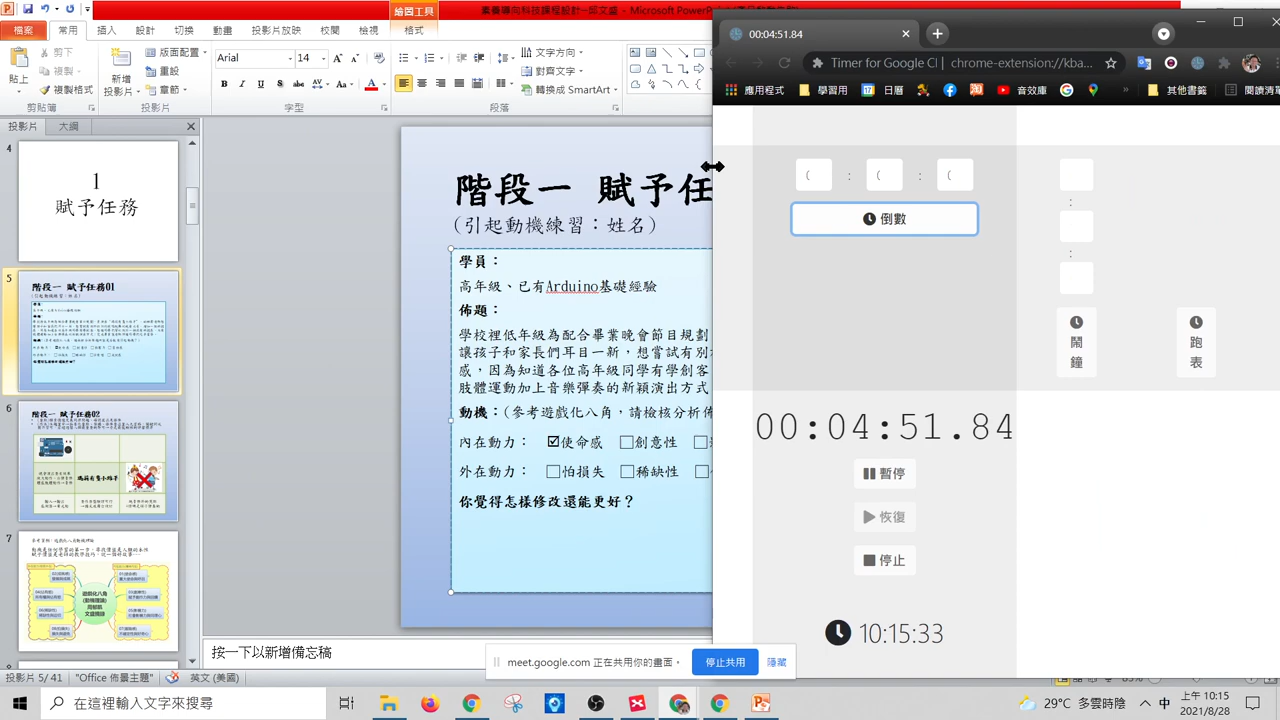 繪圖工具
素養導向科技課程設計—邱文盛 - Microsoft PowerPoint
檔案 常用 插入 設計 切換 動畫 投影片放映 校閱 檢視 格式
貼上
剪下
複製
複製格式
剪貼簿
新增
投影片
版面配置
重設
章節
投影片
Arial 14
字型
文字方向
對齊文字
轉換成 SmartArt
段落
投影片 大綱
4
1
賦予任務
5
階段一 賦予任務01
6
階段一 賦予任務02
瑪莉有隻小綿羊
7
遊戲化八角
階段一 賦予任
(引起動機練習：姓名)
學員：
高年級、已有Arduino基礎經驗
佈題：
學校裡低年級為配合畢業晚會節目規劃
讓孩子和家長們耳目一新，想嘗試有別
感，因為知道各位高年級同學有學創客
肢體運動加上音樂彈奏的新穎演出方式
動機：(參考遊戲化八角，請檢核分析佈
內在動力： ☑使命感 □創意性 □
外在動力： □怕損失 □稀缺性 □
你覺得怎樣修改還能更好？
按一下以新增備忘稿
投影片 5/61 "Office 佈景主題" 英文 (美國)
00:04:51.84
Timer for Google Cl | chrome-extension://kba...
應用程式 學習用 日曆 音效庫 » 其他書籤 閱讀清單
( : ( : (
倒數
:
:
鬧
鐘
跑
表
00:04:51.84
暫停
恢復
停止
10:15:33
meet.google.com 正在共用你的畫面。 停止共用 隱藏
在這裡輸入文字來搜尋
29°C 多雲時陰
中
上午 10:15
2021/8/28